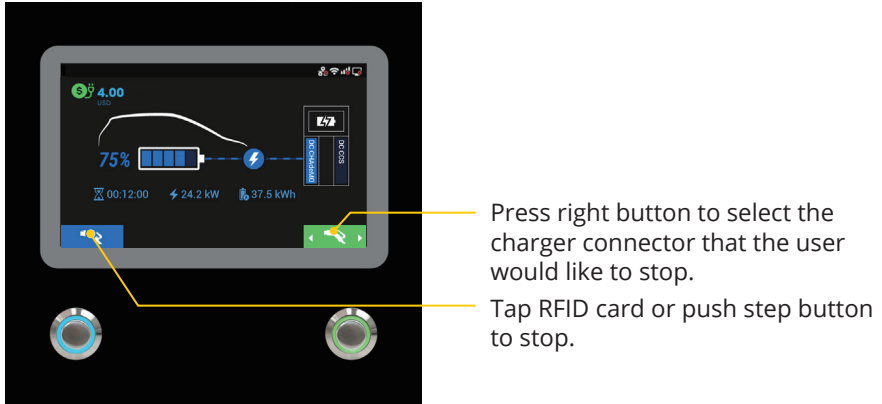 $ 4.00
USD
75%
DC CHAdeMO
DC CCS
00:12:00 24.2 kW 37.5 kWh
Press right button to select the
charger connector that the user
would like to stop.
Tap RFID card or push step button
to stop.